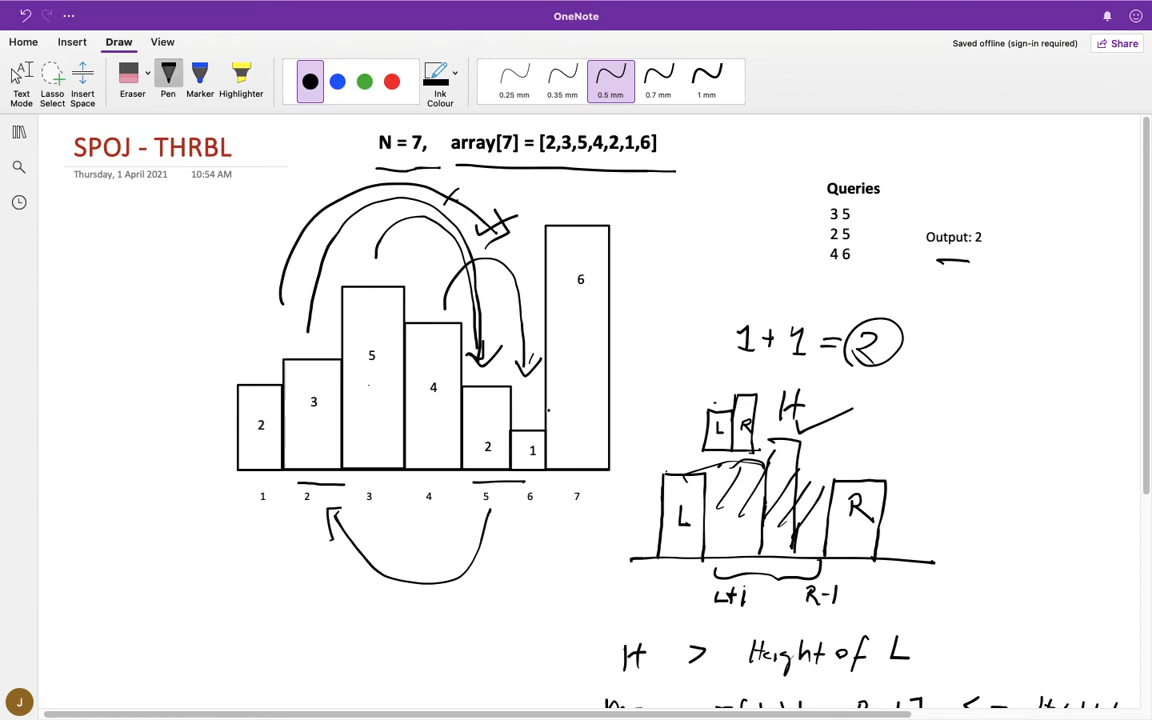 OneNote
Home Insert Draw View
Saved offline (sign-in required) Share
Text Mode
Lasso Select
Insert Space
Eraser
Pen
Marker
Highlighter
Ink Colour
0.25 mm 0.35 mm 0.5 mm 0.7 mm 1 mm
SPOJ - THRBL
Thursday, 1 April 2021 10:54 AM
N = 7, array[7] = [2,3,5,4,2,1,6]
Queries
3 5
2 5
4 6
Output: 2
1 + 1 = 2
2 3 5 4 2 1 6
1 2 3 4 5 6 7
L R H
L R
L+1 R-1
H > Height of L
J